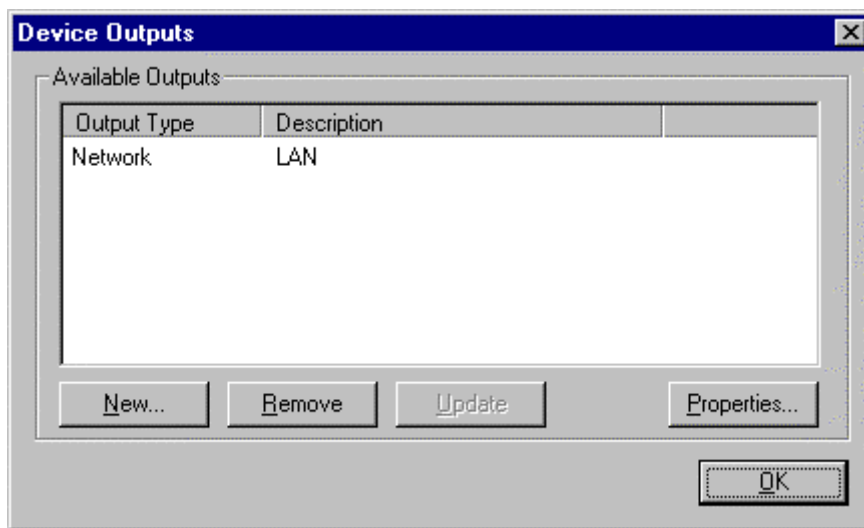 Device Outputs
Available Outputs
Output Type Description
Network LAN
New... Remove Update Properties...
OK